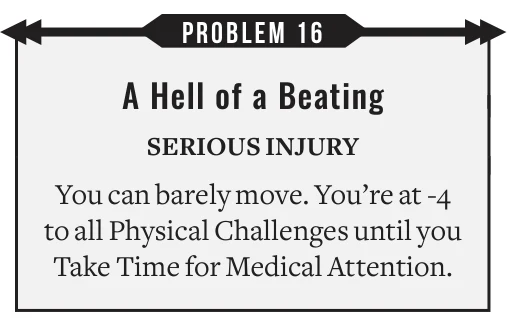 PROBLEM 16
A Hell of a Beating
SERIOUS INJURY
You can barely move. You’re at -4
to all Physical Challenges until you
Take Time for Medical Attention.